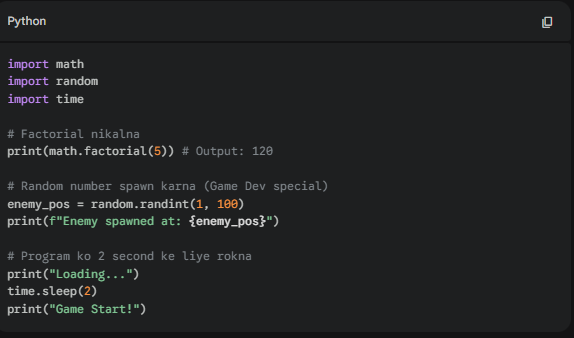 Python
import math
import random
import time
# Factorial nikalna
print(math.factorial(5)) # Output: 120
# Random number spawn karna (Game Dev special)
enemy_pos = random.randint(1, 100)
print(f"Enemy spawned at: {enemy_pos}")
# Program ko 2 second ke liye rokna
print("Loading...")
time.sleep(2)
print("Game Start!")